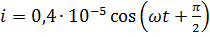 i = 0,4 · 10⁻⁵ cos(ωt + π/2)